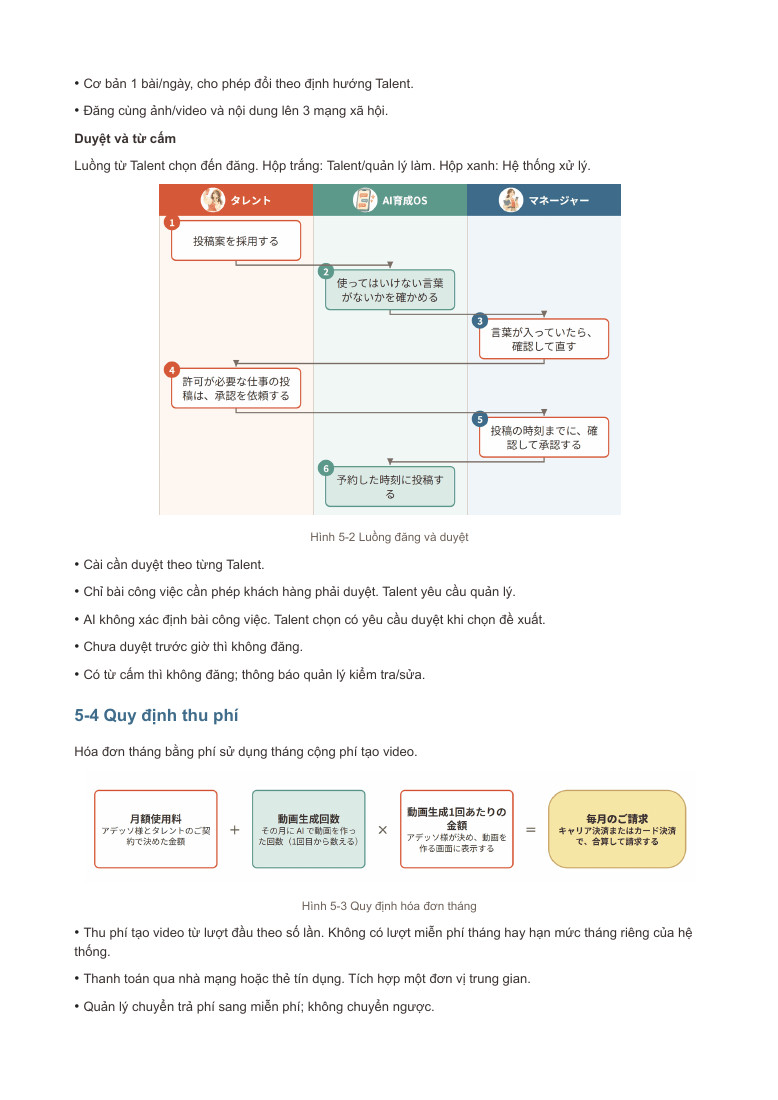 • Cơ bản 1 bài/ngày, cho phép đổi theo định hướng Talent.
• Đăng cùng ảnh/video và nội dung lên 3 mạng xã hội.
Duyệt và từ cấm
Luồng từ Talent chọn đến đăng. Hộp trắng: Talent/quản lý làm. Hộp xanh: Hệ thống xử lý.
タレント
AI育成OS
マネージャー
1
投稿案を採用する
2
使ってはいけない言葉
がないかを確かめる
3
言葉が入っていたら、
確認して直す
4
許可が必要な仕事の投
稿は、承認を依頼する
5
投稿の時刻までに、確
認して承認する
6
予約した時刻に投稿す
る
Hình 5-2 Luồng đăng và duyệt
• Cài cần duyệt theo từng Talent.
• Chỉ bài công việc cần phép khách hàng phải duyệt. Talent yêu cầu quản lý.
• AI không xác định bài công việc. Talent chọn có yêu cầu duyệt khi chọn đề xuất.
• Chưa duyệt trước giờ thì không đăng.
• Có từ cấm thì không đăng; thông báo quản lý kiểm tra/sửa.
5-4 Quy định thu phí
Hóa đơn tháng bằng phí sử dụng tháng cộng phí tạo video.
月額使用料
アデッソ様とタレントのご契
約で決めた金額
+
動画生成回数
その月に AI で動画を作っ
た回数（1回目から数える）
×
動画生成1回あたりの
金額
アデッソ様が決め、動画を
作る画面に表示する
=
毎月のご請求
キャリア決済またはカード決済
で、合算して請求する
Hình 5-3 Quy định hóa đơn tháng
• Thu phí tạo video từ lượt đầu theo số lần. Không có lượt miễn phí tháng hay hạn mức tháng riêng của hệ
thống.
• Thanh toán qua nhà mạng hoặc thẻ tín dụng. Tích hợp một đơn vị trung gian.
• Quản lý chuyển trả phí sang miễn phí; không chuyển ngược.